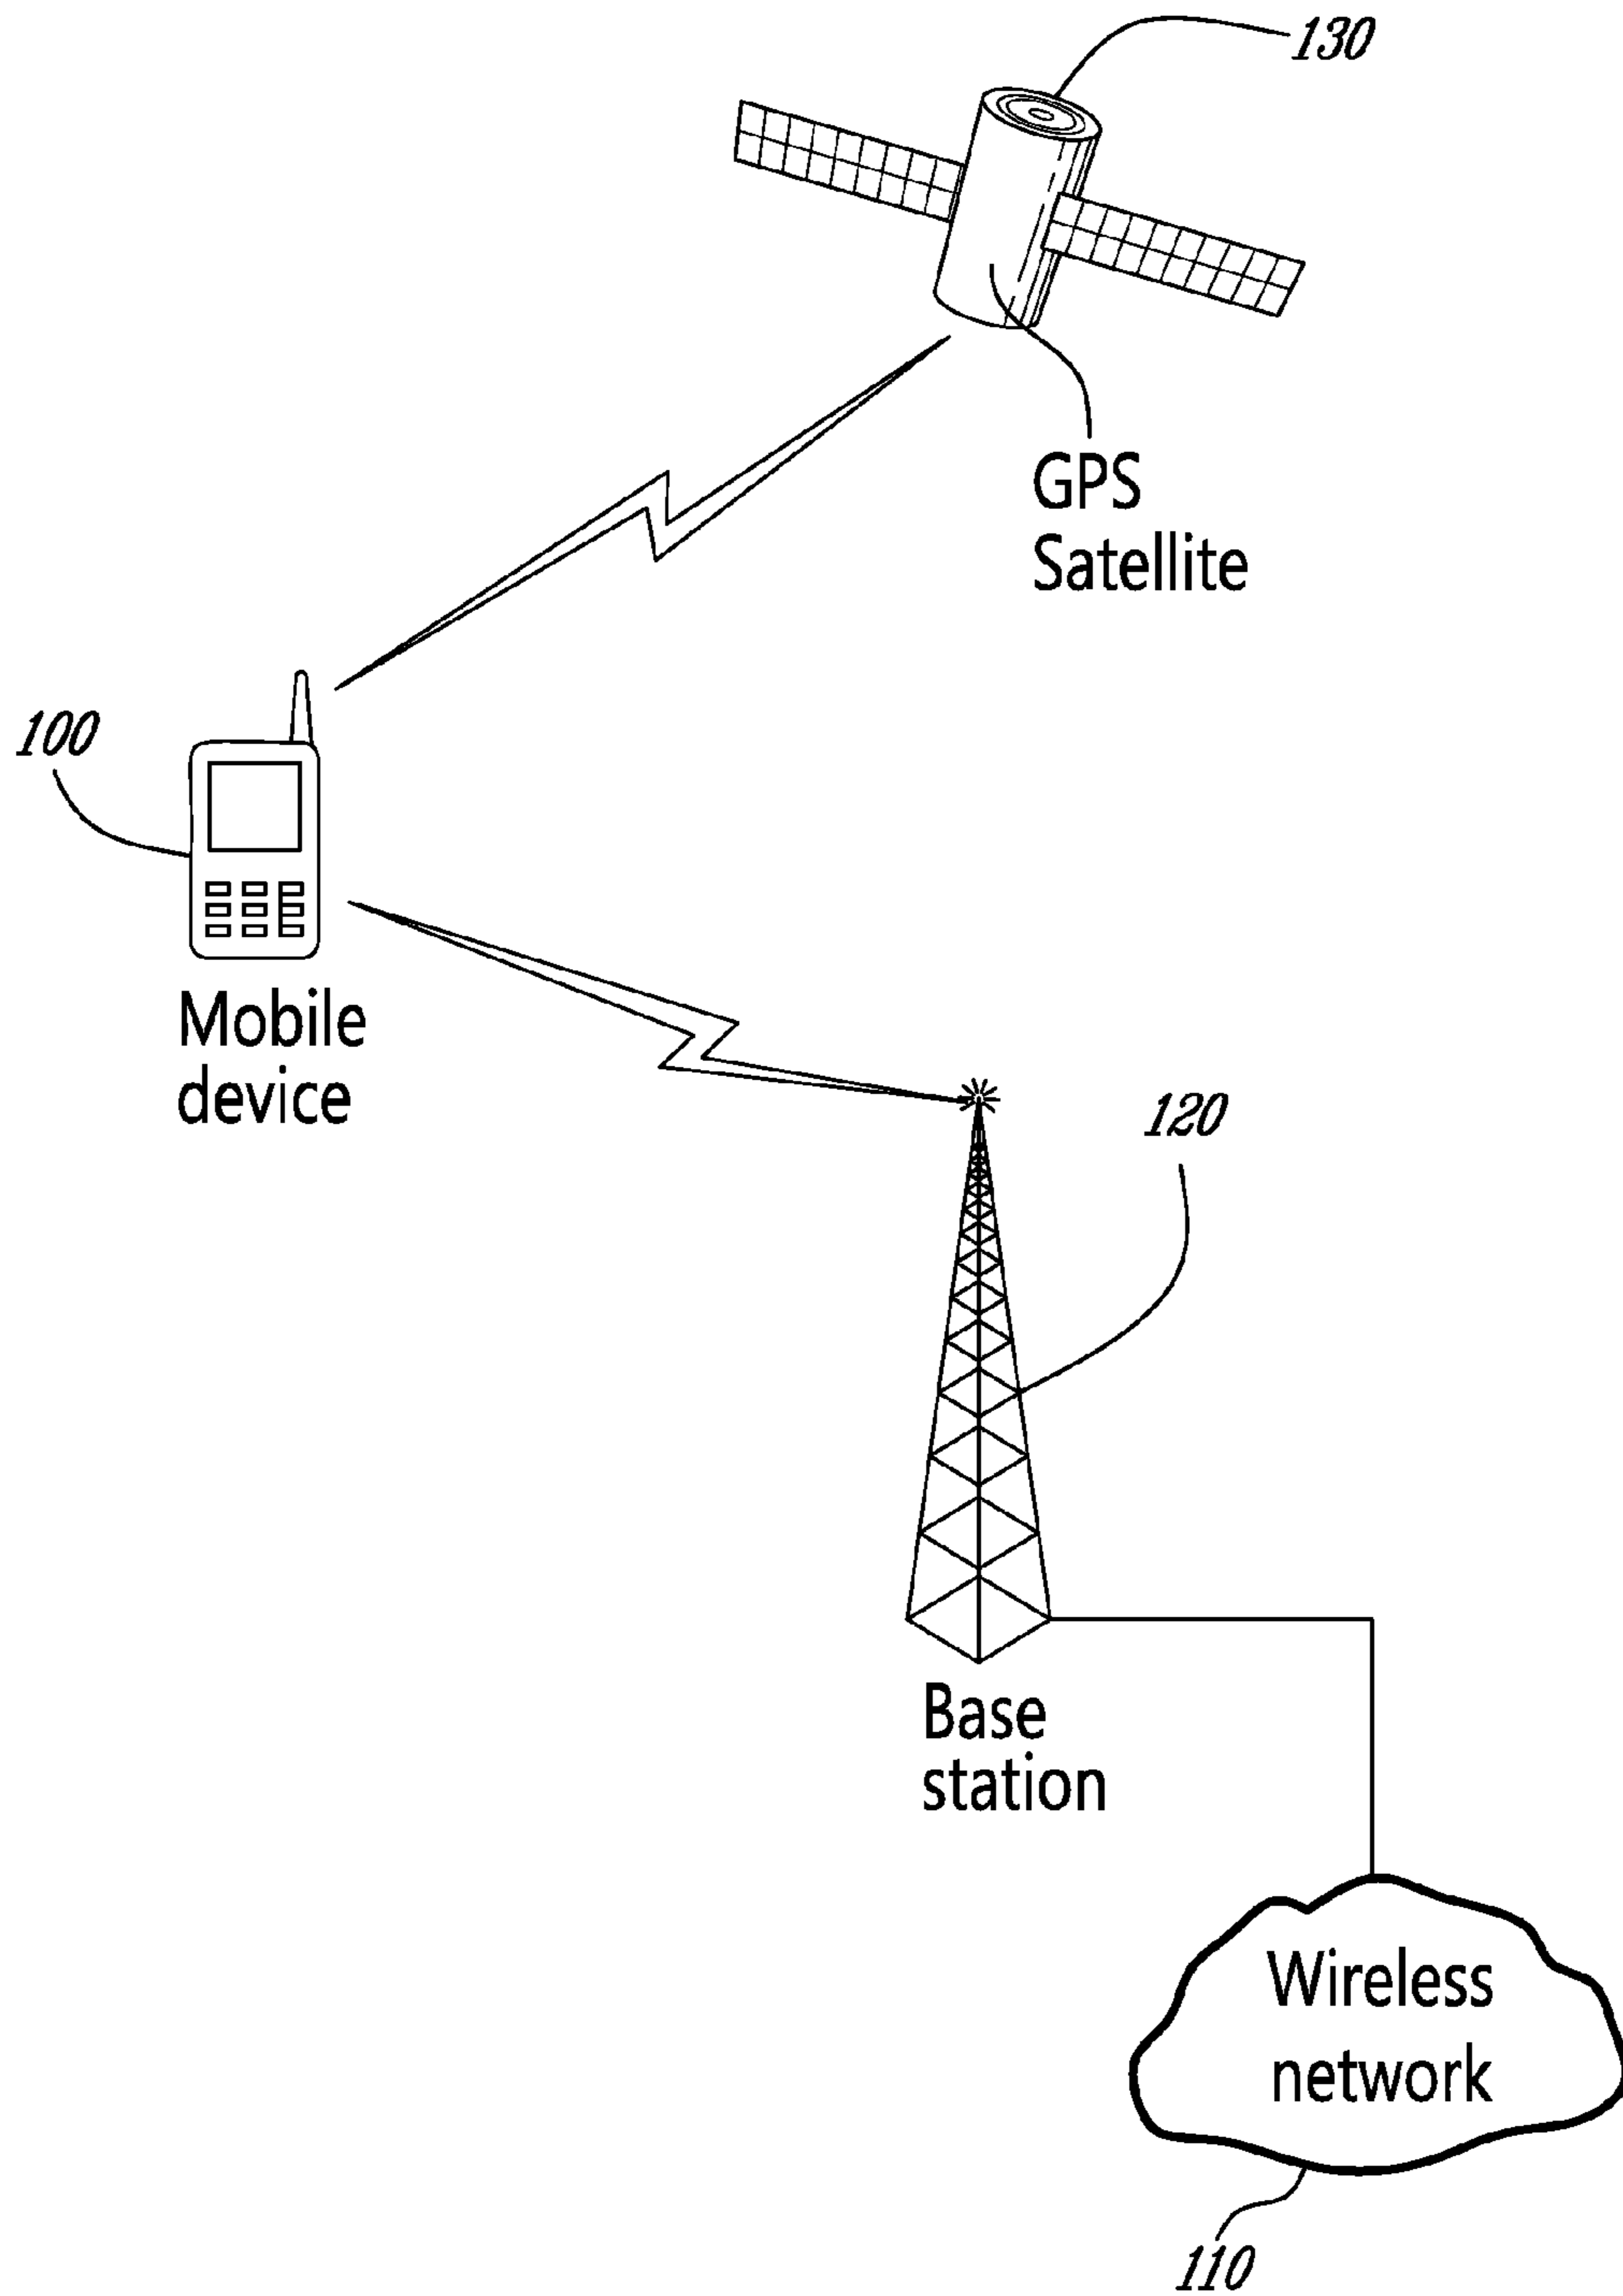 130
GPS
Satellite
100
Mobile
device
120
Base
station
Wireless
network
110